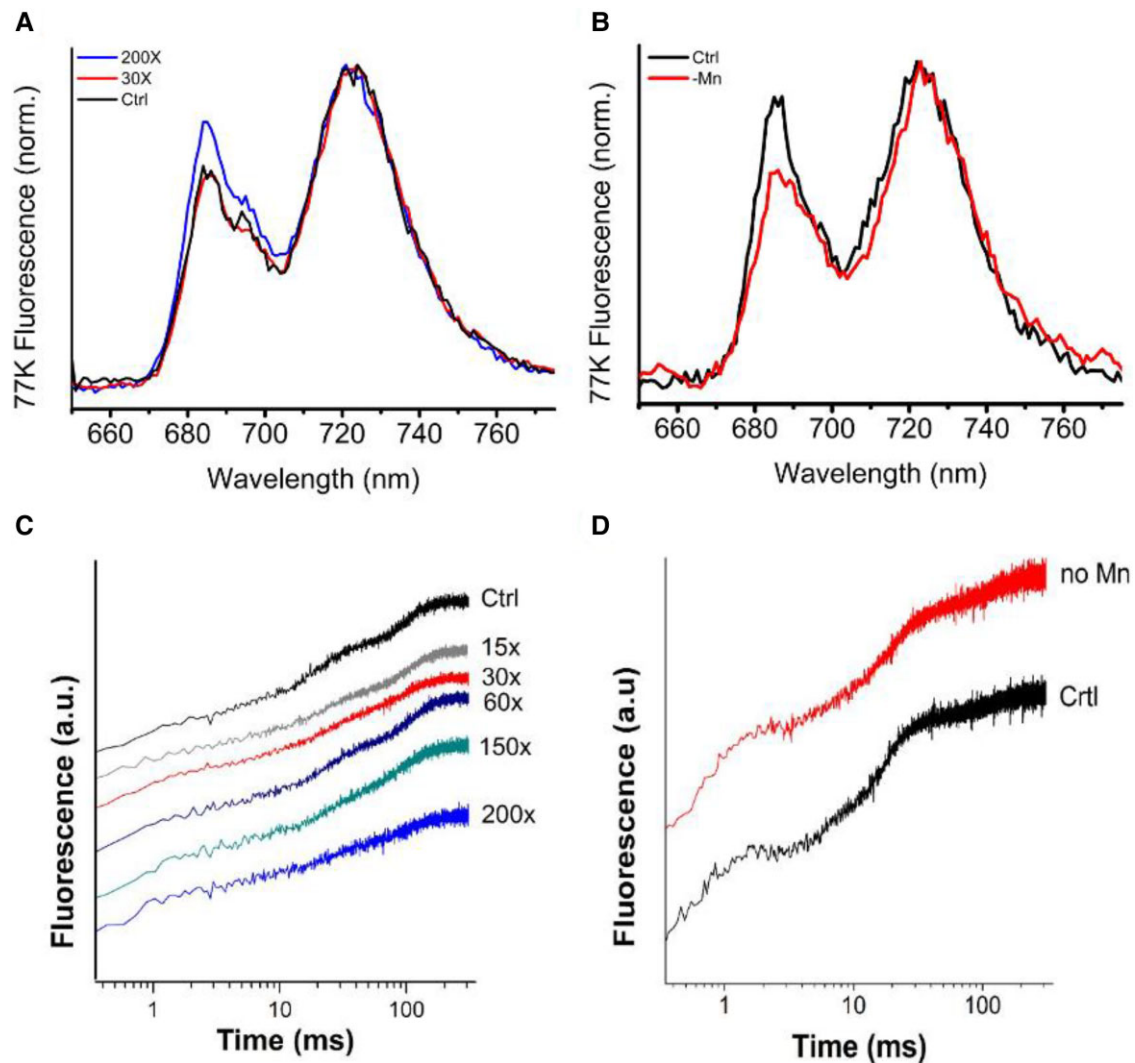 A
200X
30X
Ctrl
77K Fluorescence (norm.)
660 680 700 720 740 760
Wavelength (nm)
B
Ctrl
-Mn
77K Fluorescence (norm.)
660 680 700 720 740 760
Wavelength (nm)
C
Ctrl
15x
30x
60x
150x
200x
Fluorescence (a.u.)
1 10 100
Time (ms)
D
no Mn
Crtl
Fluorescence (a.u)
1 10 100
Time (ms)